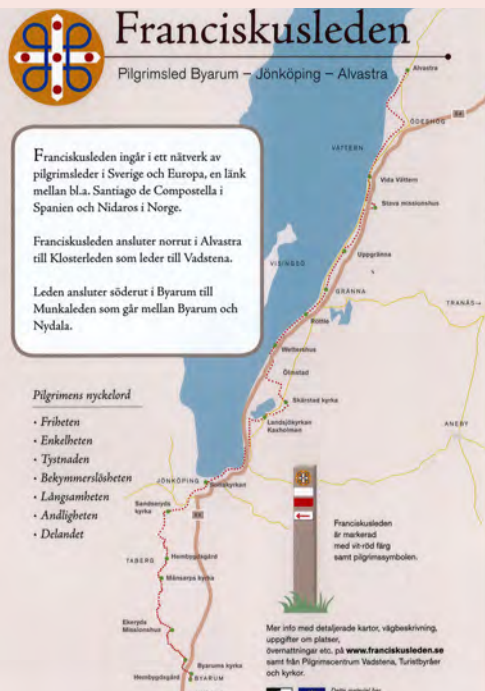 Franciskusleden
Pilgrimsled Byarum – Jönköping – Alvastra
Franciskusleden ingår i ett nätverk av
pilgrimsleder i Sverige och Europa, en länk
mellan bl.a. Santiago de Compostella i
Spanien och Nidaros i Norge.
Franciskusleden ansluter norrut i Alvastra
till Klosterleden som leder till Vadstena.
Leden ansluter söderut i Byarum till
Munkaleden som går mellan Byarum och
Nydala.
Pilgrimens nyckelord
• Friheten
• Enkelheten
• Tystnaden
• Bekymmerslösheten
• Långsamheten
• Andligheten
• Delandet
Alvastra
ÖDESHÖG
VÄTTERN
Vida Vättern
Stava missionshus
Uppgränna
VISINGSÖ
GRÄNNA
TRANÅS→
Wettershus
Ölmstad
Skärstad kyrka
Landsjökyrkan
Kaxholmen
ANEBY
JÖNKÖPING
Sandseryds
kyrka
TABERG
Hembygdsgård
Månsarps kyrka
Ekeryds
Missionshus
Byarums kyrka
Hembygdsgård
BYARUM
Franciskusleden
är markerad
med vit-röd färg
samt pilgrimssymbolen.
Mer info med detaljerade kartor, vägbeskrivning,
uppgifter om platser,
övernattningar etc. på www.franciskusleden.se
samt från Pilgrimscentrum Vadstena, Turistbyråer
och kyrkor.